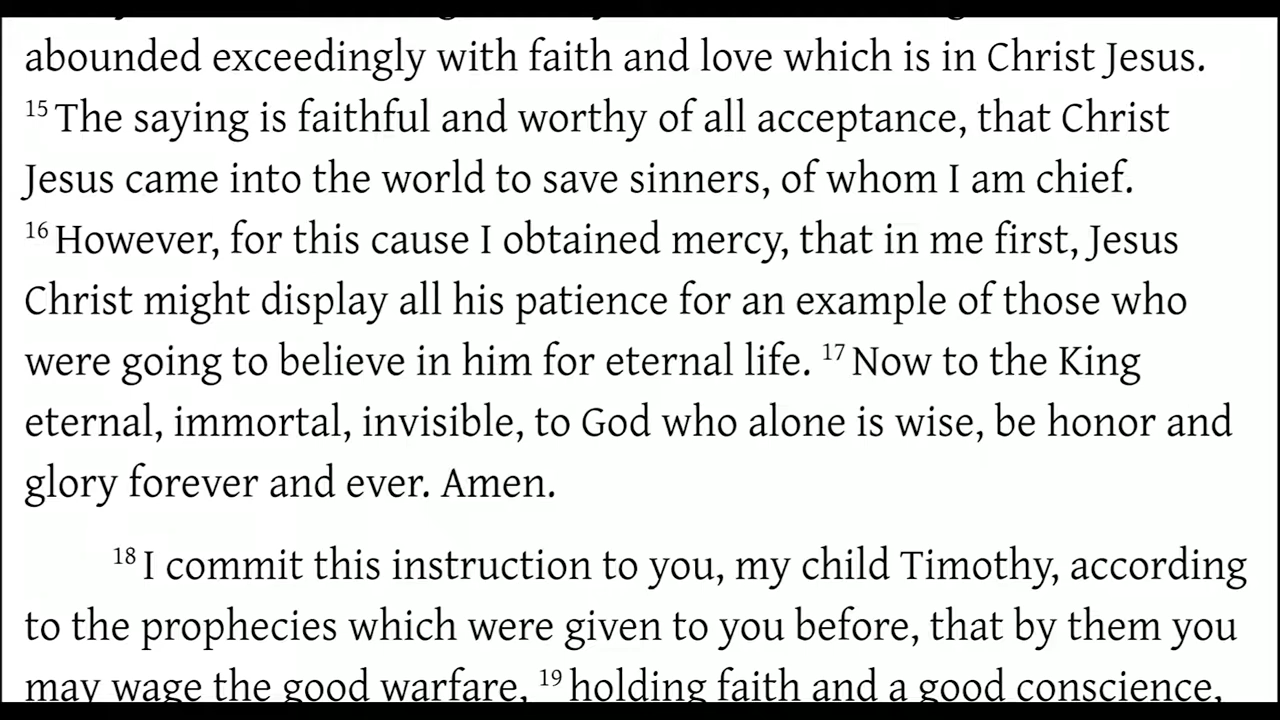 abounded exceedingly with faith and love which is in Christ Jesus.
15 The saying is faithful and worthy of all acceptance, that Christ
Jesus came into the world to save sinners, of whom I am chief.
16 However, for this cause I obtained mercy, that in me first, Jesus
Christ might display all his patience for an example of those who
were going to believe in him for eternal life. 17 Now to the King
eternal, immortal, invisible, to God who alone is wise, be honor and
glory forever and ever. Amen.
18 I commit this instruction to you, my child Timothy, according
to the prophecies which were given to you before, that by them you
may wage the good warfare, 19 holding faith and a good conscience,